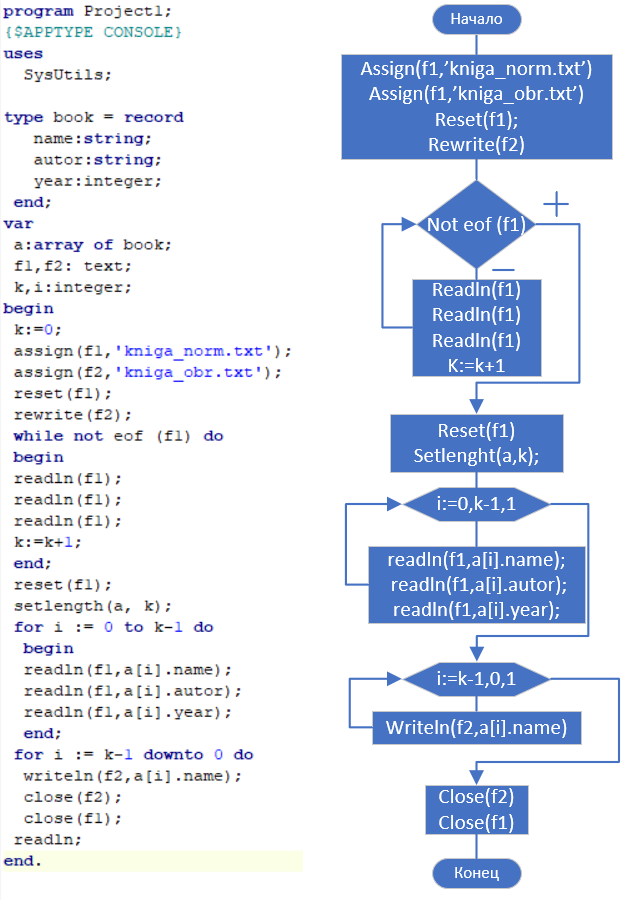 program Project1;
{$APPTYPE CONSOLE}
uses
SysUtils;
type book = record
name:string;
autor:string;
year:integer;
end;
var
a:array of book;
f1,f2: text;
k,i:integer;
begin
k:=0;
assign(f1,'kniga_norm.txt');
assign(f2,'kniga_obr.txt');
reset(f1);
rewrite(f2);
while not eof (f1) do
begin
readln(f1);
readln(f1);
readln(f1);
k:=k+1;
end;
reset(f1);
setlength(a, k);
for i := 0 to k-1 do
begin
readln(f1,a[i].name);
readln(f1,a[i].autor);
readln(f1,a[i].year);
end;
for i := k-1 downto 0 do
writeln(f2,a[i].name);
close(f2);
close(f1);
readln;
end.
Начало
Assign(f1,’kniga_norm.txt’)
Assign(f1,’kniga_obr.txt’)
Reset(f1);
Rewrite(f2)
Not eof (f1)
+
—
Readln(f1)
Readln(f1)
Readln(f1)
K:=k+1
Reset(f1)
Setlenght(a,k);
i:=0,k-1,1
readln(f1,a[i].name);
readln(f1,a[i].autor);
readln(f1,a[i].year);
i:=k-1,0,1
Writeln(f2,a[i].name)
Close(f2)
Close(f1)
Конец